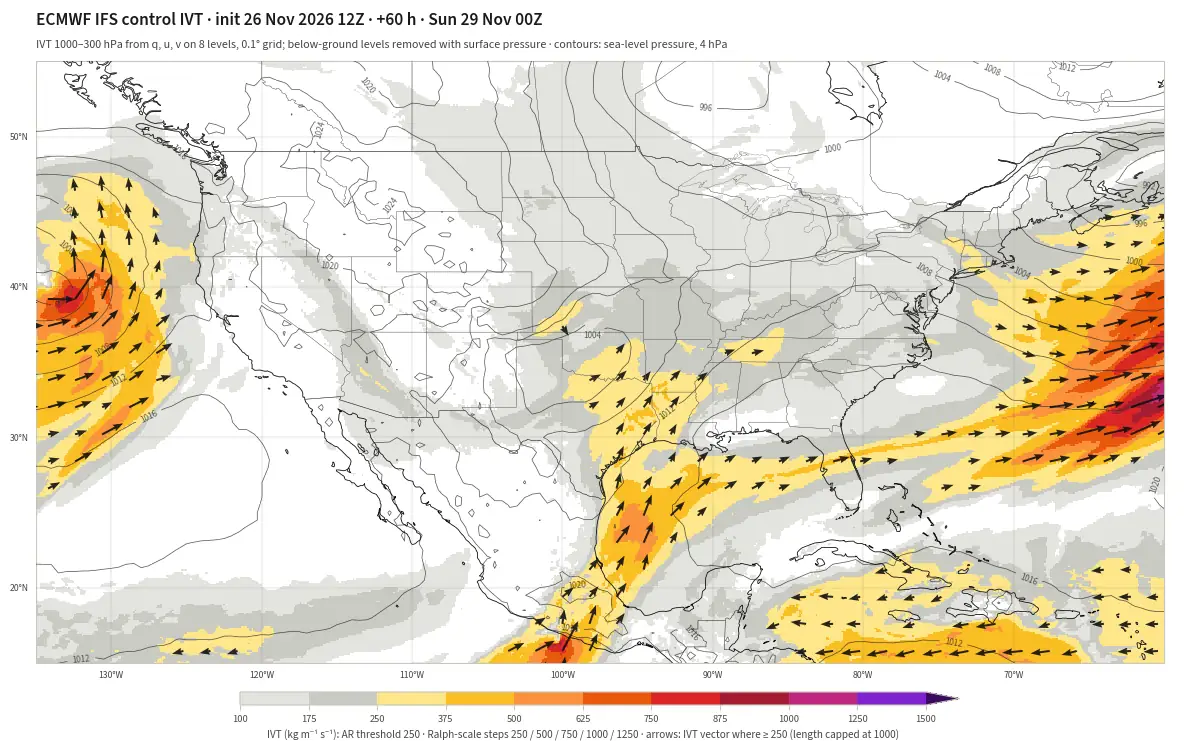 ECMWF IFS control IVT · init 26 Nov 2026 12Z · +60 h · Sun 29 Nov 00Z
IVT 1000–300 hPa from q, u, v on 8 levels, 0.1° grid; below-ground levels removed with surface pressure · contours: sea-level pressure, 4 hPa
1020
1004
1008
1012
996
1024
1000
50°N
1024
996
1020
1008
1004
1000
40°N
1004
1008
1012
1016
1012
30°N
1020
1020
1016
20°N
1016
1012
1012
130°W 120°W 110°W 100°W 90°W 80°W 70°W
100 175 250 375 500 625 750 875 1000 1250 1500
IVT (kg m⁻¹ s⁻¹): AR threshold 250 · Ralph-scale steps 250 / 500 / 750 / 1000 / 1250 · arrows: IVT vector where ≥ 250 (length capped at 1000)